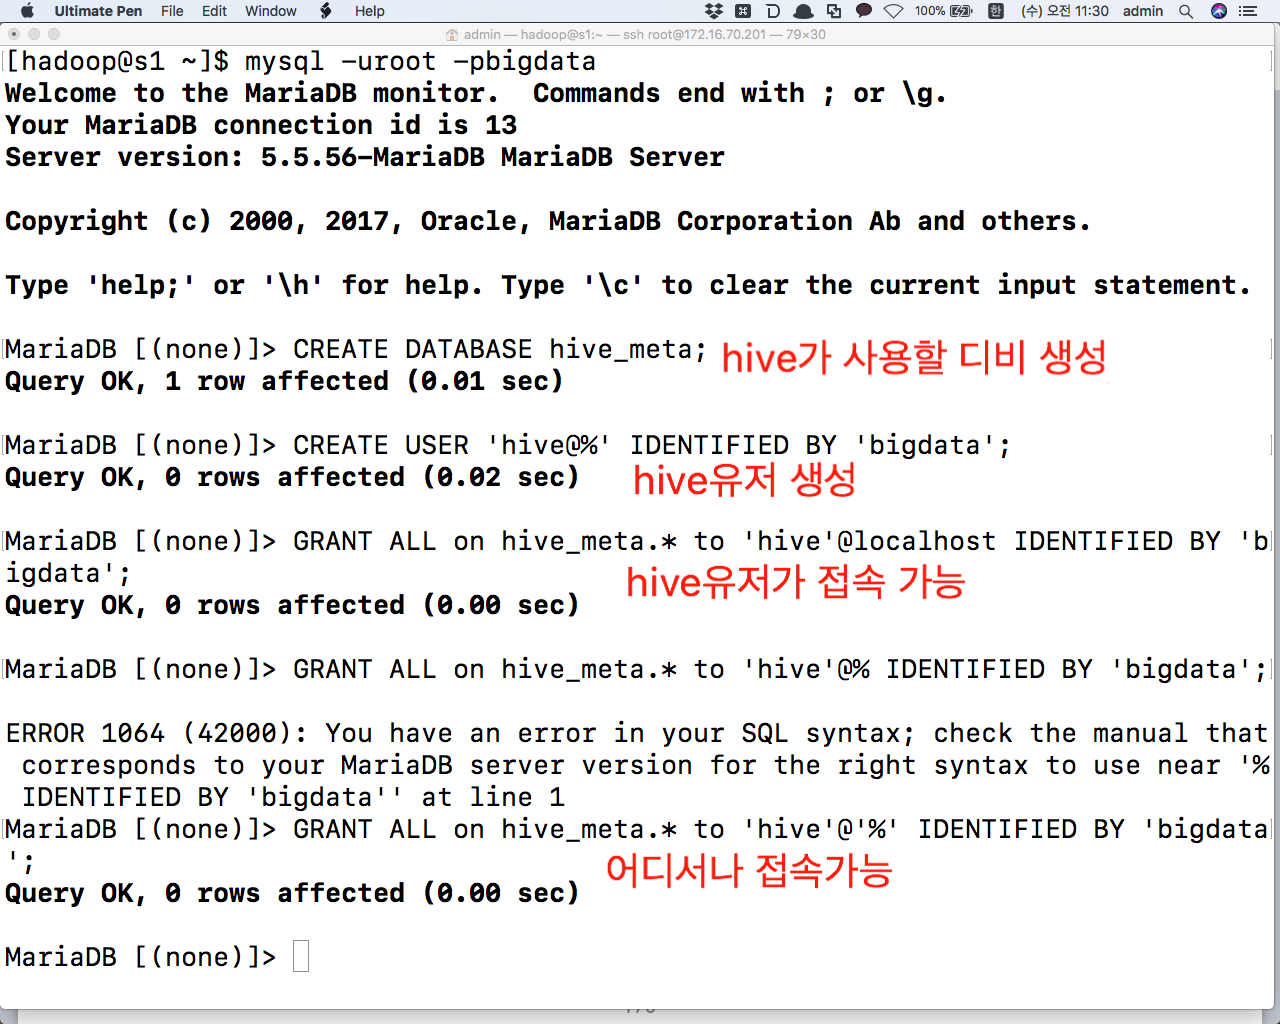 Ultimate Pen File Edit Window Help 100% 한 (수) 오전 11:30 admin
admin — hadoop@s1:~ — ssh root@172.16.70.201 — 79×30
[hadoop@s1 ~]$ mysql -uroot -pbigdata
Welcome to the MariaDB monitor.  Commands end with ; or \g.
Your MariaDB connection id is 13
Server version: 5.5.56-MariaDB MariaDB Server
Copyright (c) 2000, 2017, Oracle, MariaDB Corporation Ab and others.
Type 'help;' or '\h' for help. Type '\c' to clear the current input statement.
MariaDB [(none)]> CREATE DATABASE hive_meta; hive가 사용할 디비 생성
Query OK, 1 row affected (0.01 sec)
MariaDB [(none)]> CREATE USER 'hive@%' IDENTIFIED BY 'bigdata';
Query OK, 0 rows affected (0.02 sec) hive유저 생성
MariaDB [(none)]> GRANT ALL on hive_meta.* to 'hive'@localhost IDENTIFIED BY 'b
igdata'; hive유저가 접속 가능
Query OK, 0 rows affected (0.00 sec)
MariaDB [(none)]> GRANT ALL on hive_meta.* to 'hive'@% IDENTIFIED BY 'bigdata';
ERROR 1064 (42000): You have an error in your SQL syntax; check the manual that
corresponds to your MariaDB server version for the right syntax to use near '%
IDENTIFIED BY 'bigdata'' at line 1
MariaDB [(none)]> GRANT ALL on hive_meta.* to 'hive'@'%' IDENTIFIED BY 'bigdata
'; 어디서나 접속가능
Query OK, 0 rows affected (0.00 sec)
MariaDB [(none)]>